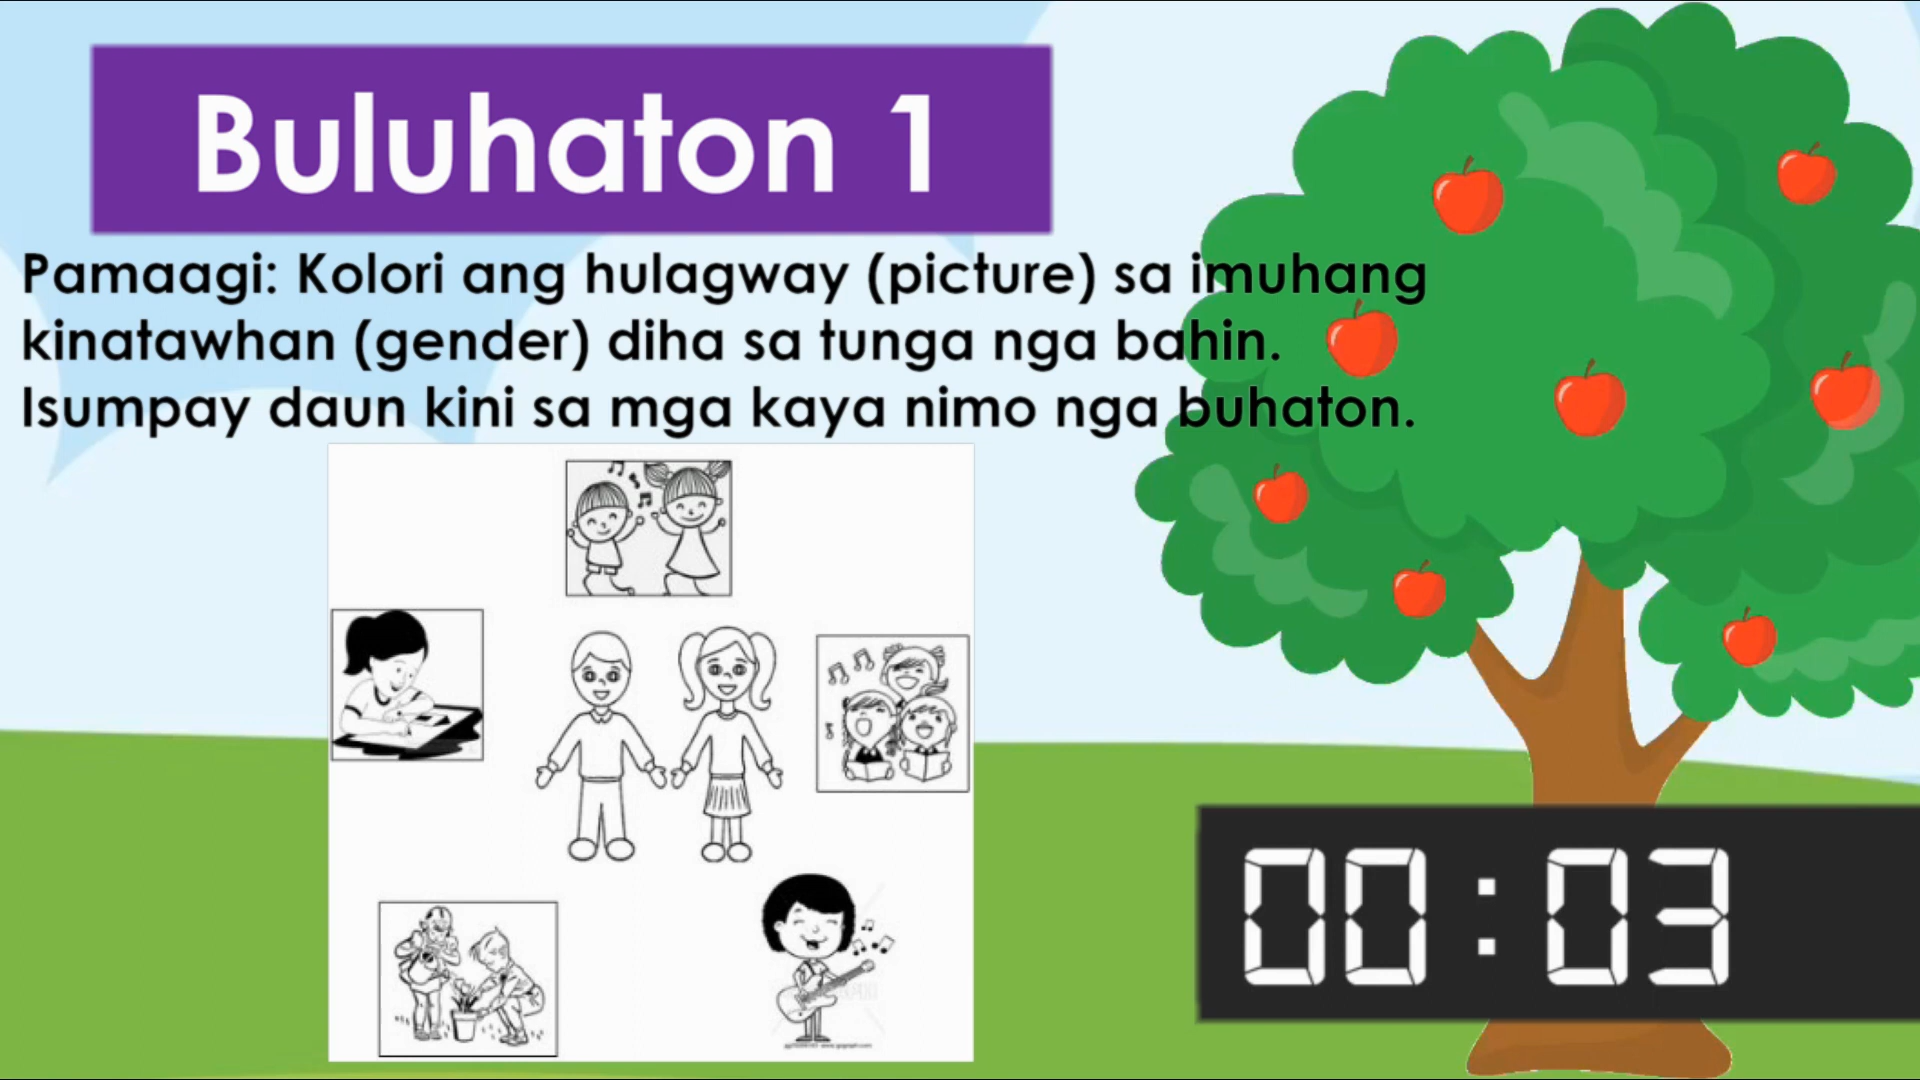 Buluhaton 1
Pamaagi: Kolori ang hulagway (picture) sa imuhang
kinatawhan (gender) diha sa tunga nga bahin.
Isumpay daun kini sa mga kaya nimo nga buhaton.
00:03